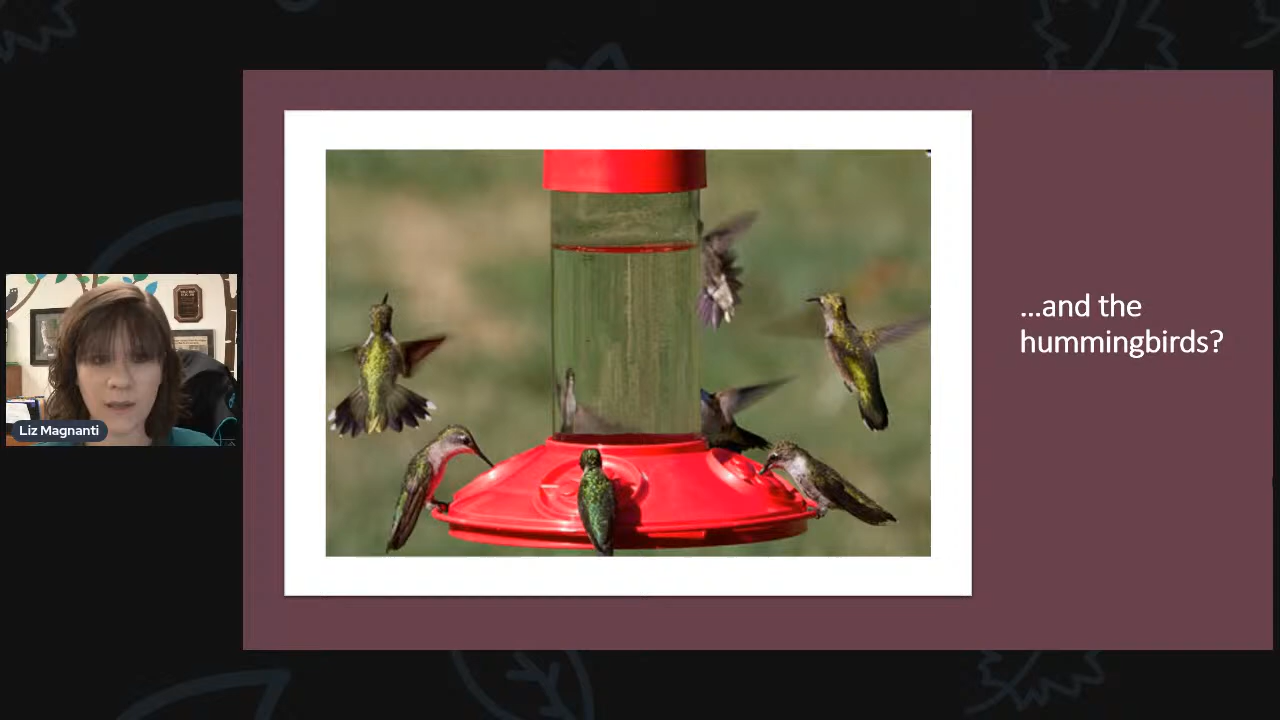 Liz Magnanti
...and the
hummingbirds?